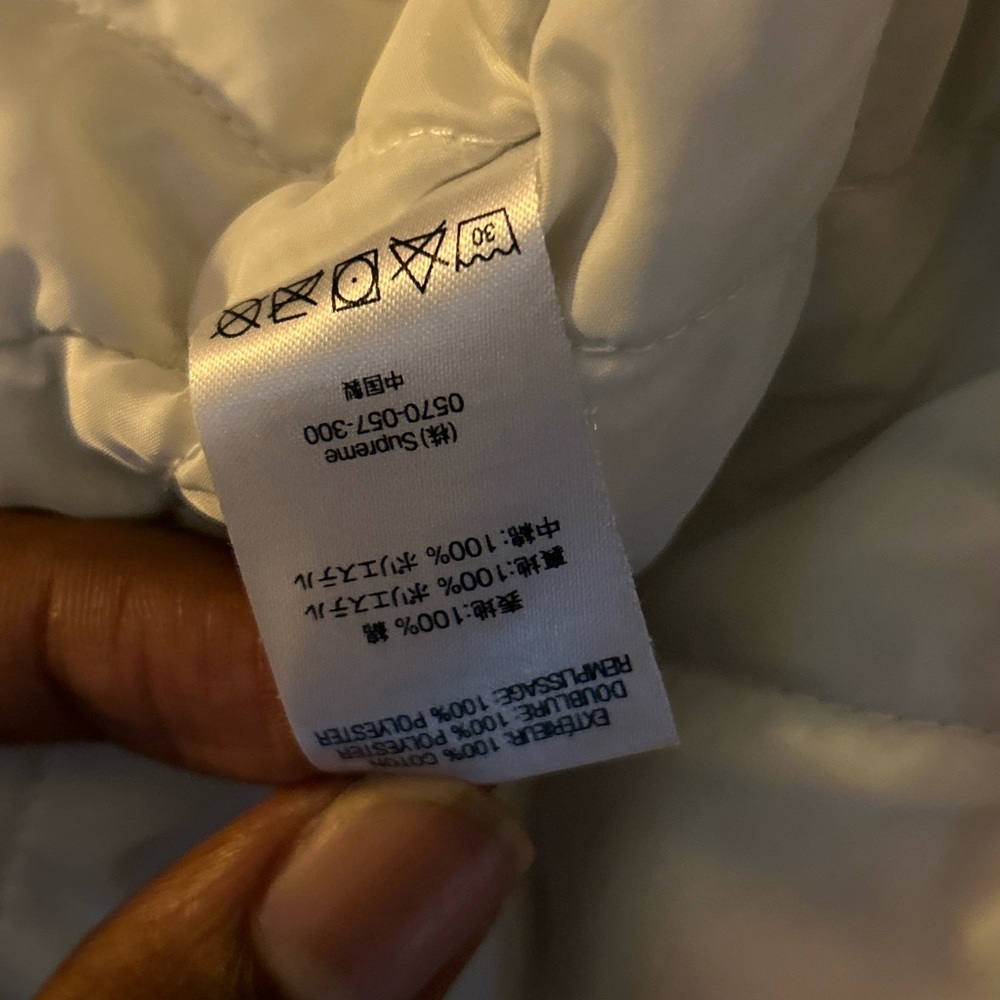 EXTÉRIEUR: 100% COTON
DOUBLURE: 100% POLYESTER
REMPLISSAGE: 100% POLYESTER
表地:100% 綿
裏地:100% ポリエステル
中綿:100% ポリエステル
(株)Supreme
0570-057-300
中国製
30